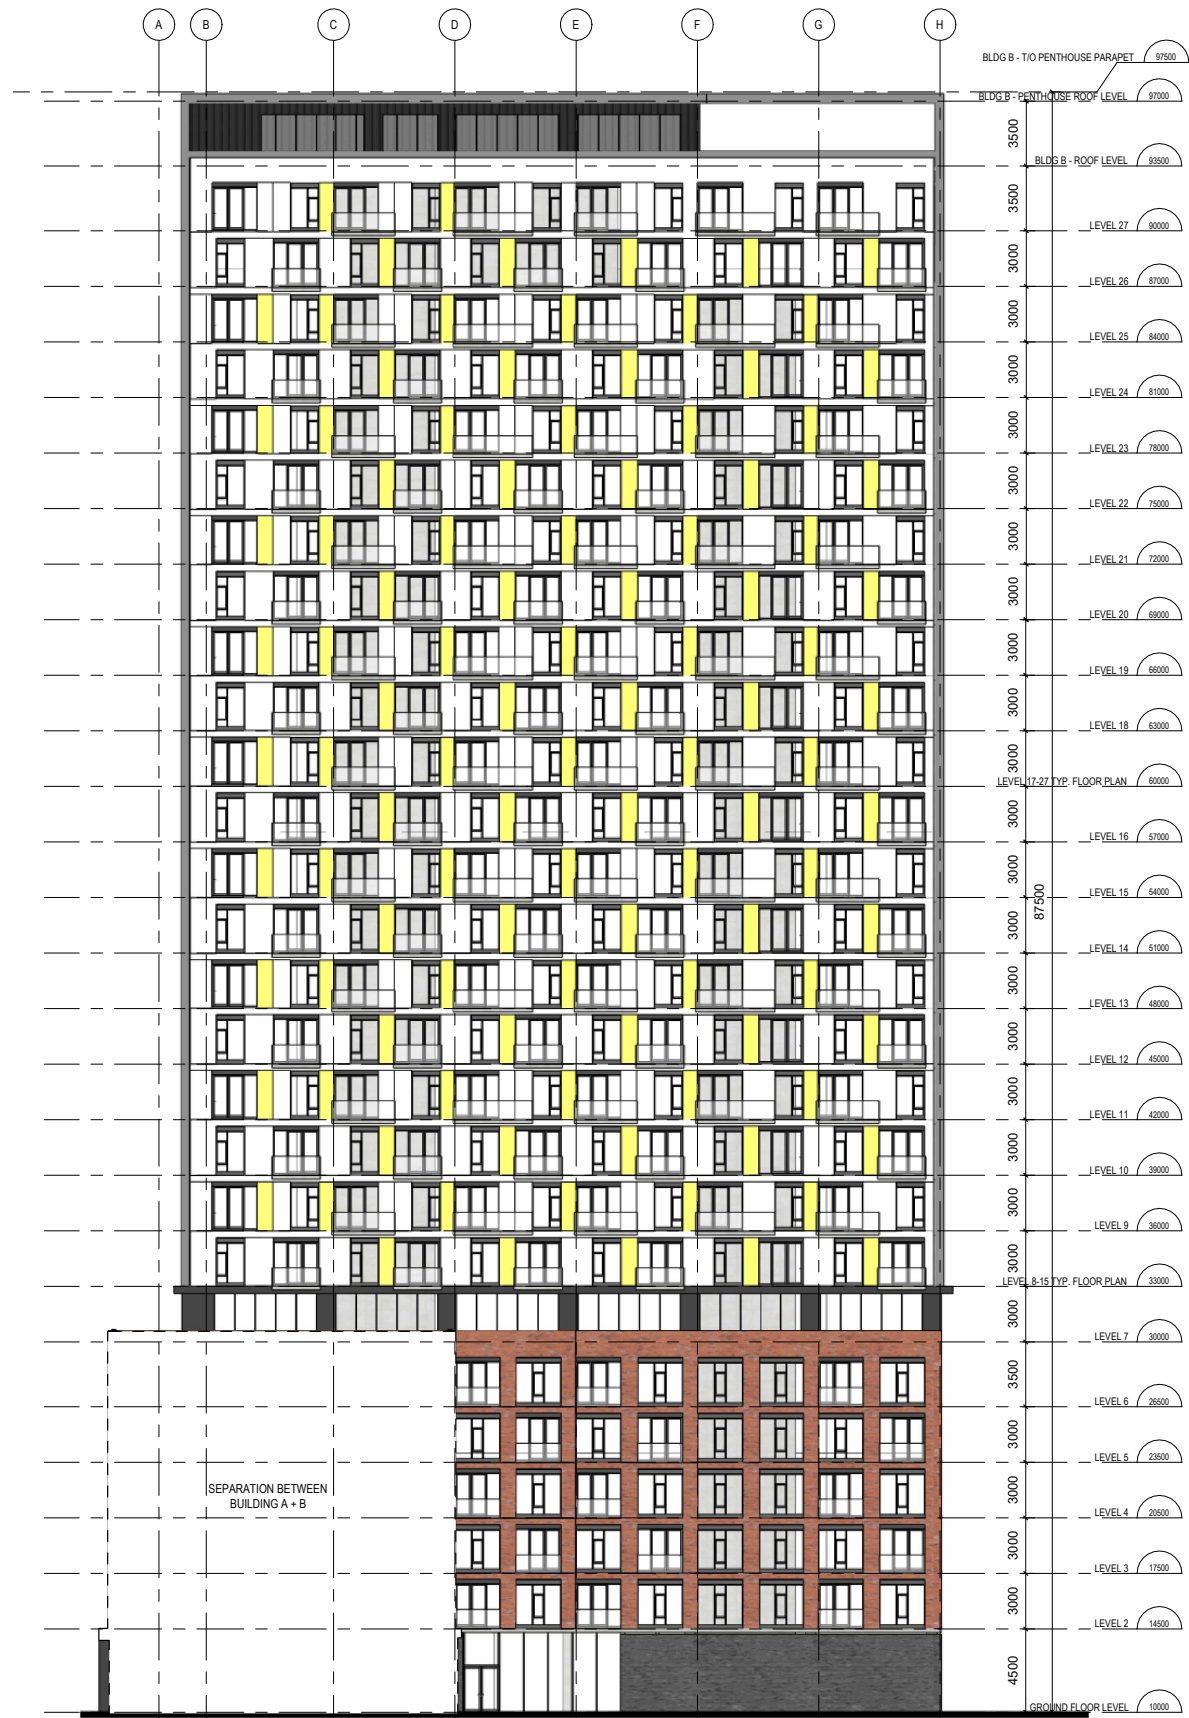 A B C D E F G H
BLDG B - T/O PENTHOUSE PARAPET 97500
BLDG B - PENTHOUSE ROOF LEVEL 97000
3500
BLDG B - ROOF LEVEL 93500
3500
LEVEL 27 90000
3000
LEVEL 26 87000
3000
LEVEL 25 84000
3000
LEVEL 24 81000
3000
LEVEL 23 78000
3000
LEVEL 22 75000
3000
LEVEL 21 72000
3000
LEVEL 20 69000
3000
LEVEL 19 66000
3000
LEVEL 18 63000
3000
LEVEL 17-27 TYP. FLOOR PLAN 60000
3000
LEVEL 16 57000
3000
LEVEL 15 54000
87500
3000
LEVEL 14 51000
3000
LEVEL 13 48000
3000
LEVEL 12 45000
3000
LEVEL 11 42000
3000
LEVEL 10 39000
3000
LEVEL 9 36000
3000
LEVEL 8-15 TYP. FLOOR PLAN 33000
3000
LEVEL 7 30000
3500
LEVEL 6 26500
3000
LEVEL 5 23500
SEPARATION BETWEEN
BUILDING A + B
3000
LEVEL 4 20500
3000
LEVEL 3 17500
3000
LEVEL 2 14500
4500
GROUND FLOOR LEVEL 10000